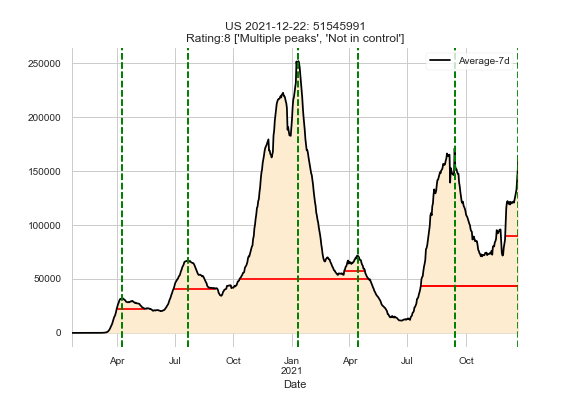 US 2021-12-22: 51545991
Rating:8 ['Multiple peaks', 'Not in control']
Average-7d
250000
200000
150000
100000
50000
0
Apr Jul Oct Jan Apr Jul Oct
2021
Date